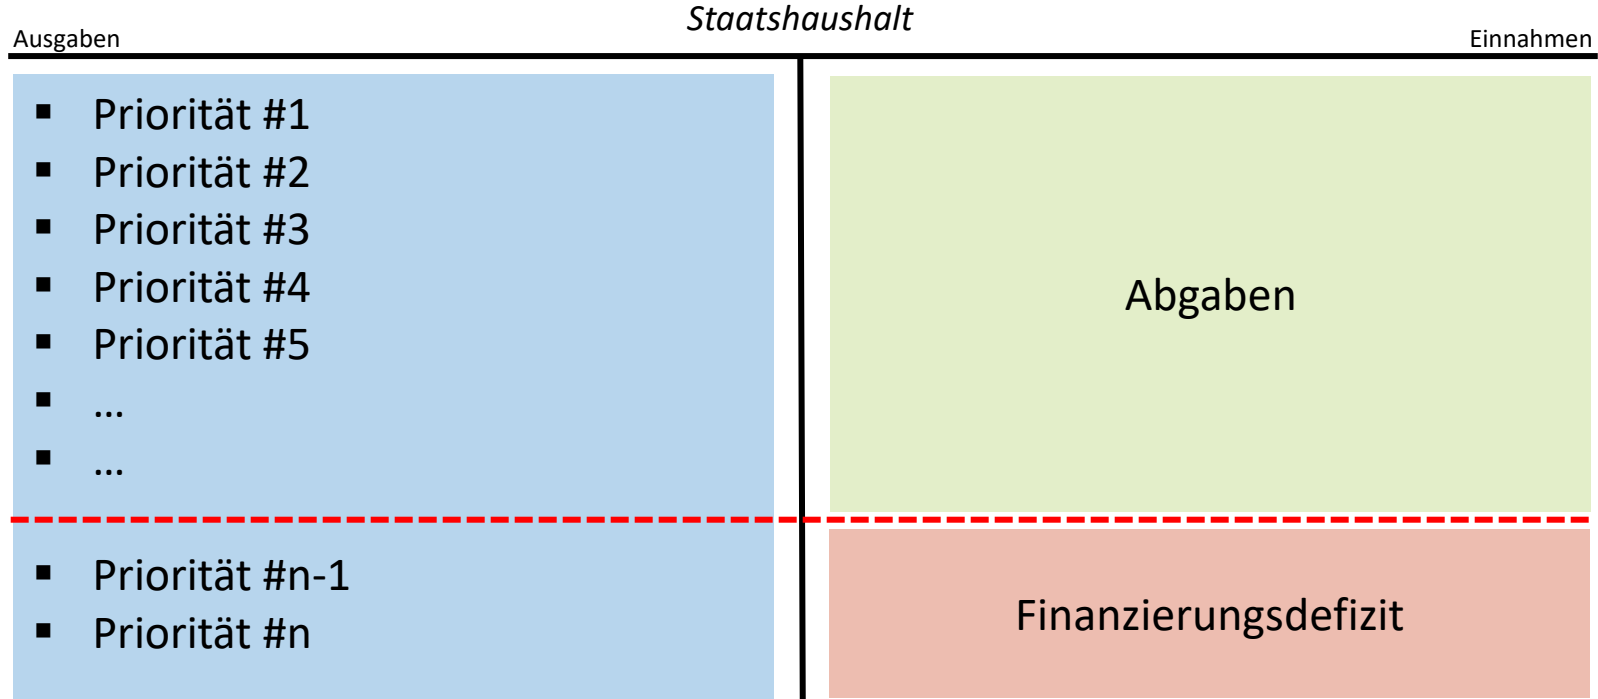 Staatshaushalt
Ausgaben
Einnahmen
▪ Priorität #1
▪ Priorität #2
▪ Priorität #3
▪ Priorität #4
▪ Priorität #5
▪ ...
▪ ...
▪ Priorität #n-1
▪ Priorität #n
Abgaben
Finanzierungsdefizit